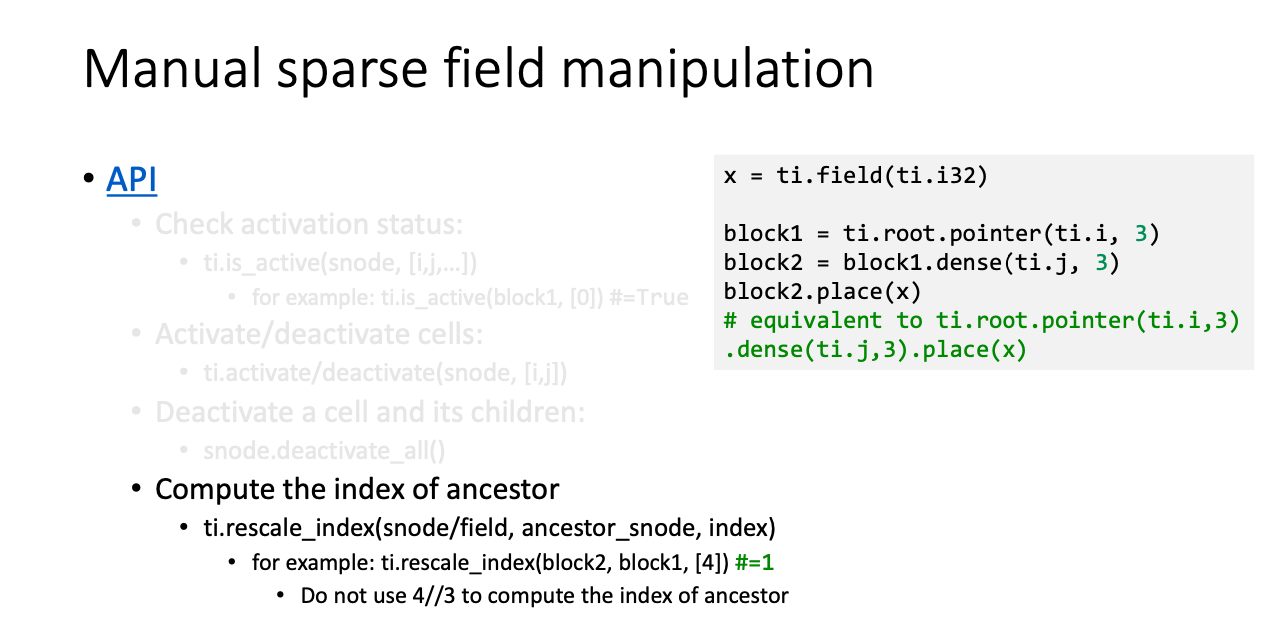 Manual sparse field manipulation
• API
• Check activation status:
• ti.is_active(snode, [i,j,...])
• for example: ti.is_active(block1, [0]) #=True
• Activate/deactivate cells:
• ti.activate/deactivate(snode, [i,j])
• Deactivate a cell and its children:
• snode.deactivate_all()
• Compute the index of ancestor
• ti.rescale_index(snode/field, ancestor_snode, index)
• for example: ti.rescale_index(block2, block1, [4]) #=1
• Do not use 4//3 to compute the index of ancestor
x = ti.field(ti.i32)
block1 = ti.root.pointer(ti.i, 3)
block2 = block1.dense(ti.j, 3)
block2.place(x)
# equivalent to ti.root.pointer(ti.i,3)
.dense(ti.j,3).place(x)